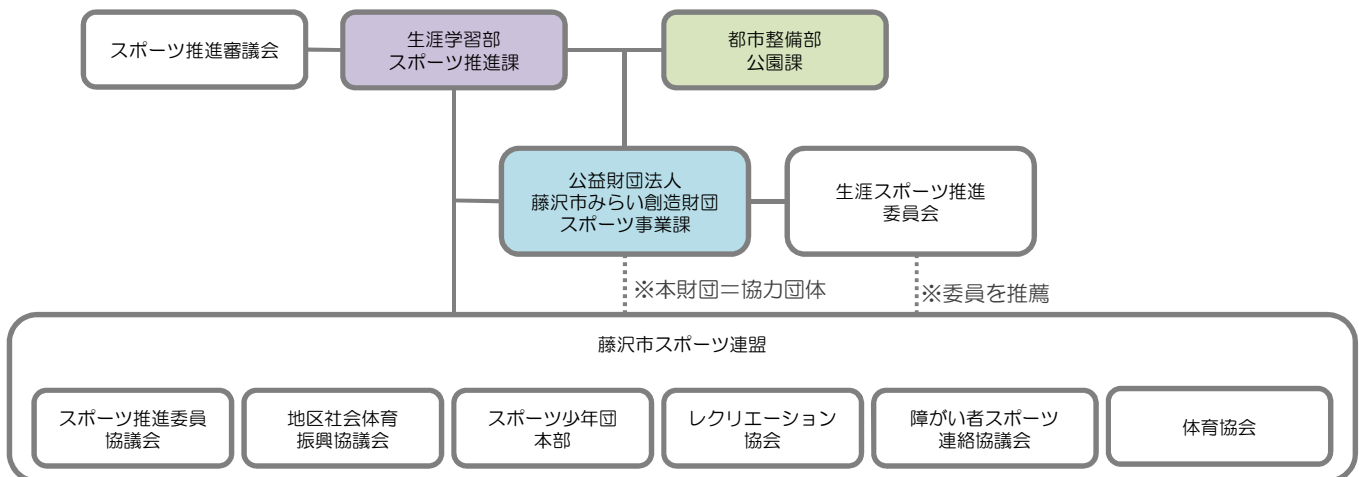 スポーツ推進審議会
生涯学習部
スポーツ推進課
都市整備部
公園課
公益財団法人
藤沢市みらい創造財団
スポーツ事業課
生涯スポーツ推進
委員会
※本財団＝協力団体
※委員を推薦
藤沢市スポーツ連盟
スポーツ推進委員
協議会
地区社会体育
振興協議会
スポーツ少年団
本部
レクリエーション
協会
障がい者スポーツ
連絡協議会
体育協会